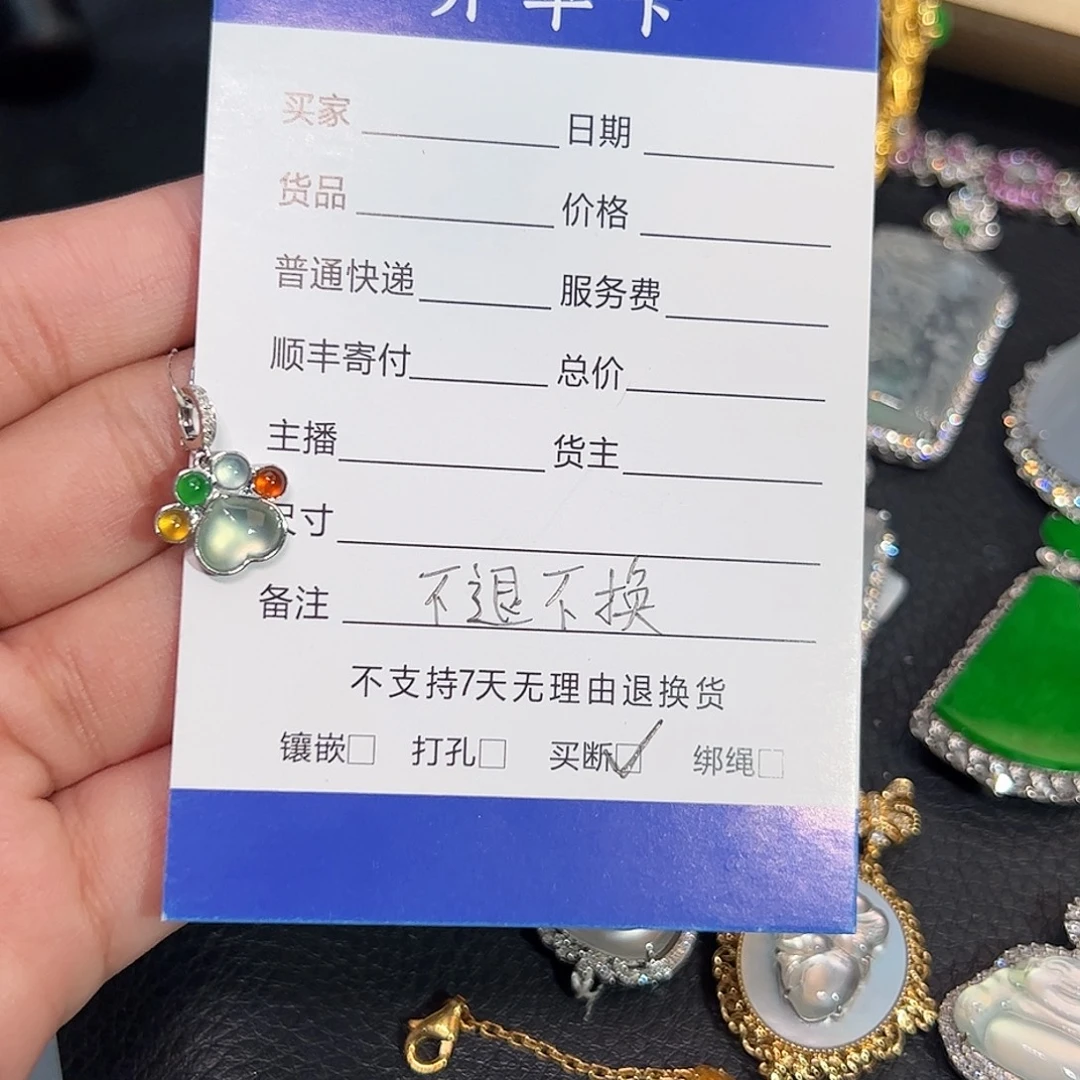 买家 日期
货品 价格
普通快递 服务费
顺丰寄付 总价
主播 货主
尺寸
备注 不退不换
不支持7天无理由退换货
镶嵌□ 打孔□ 买断☑ 绑绳□